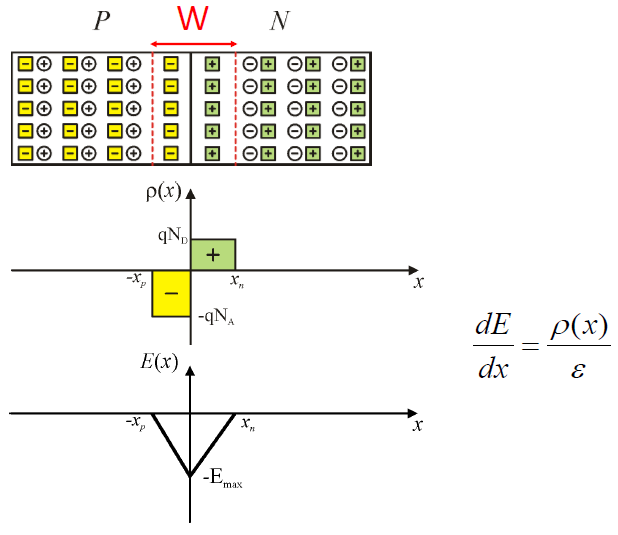 P W N
ρ(x)
qN_D
+
-x_p x_n x
−
-qN_A
E(x)
dE/dx = ρ(x)/ε
-x_p x_n x
-E_max